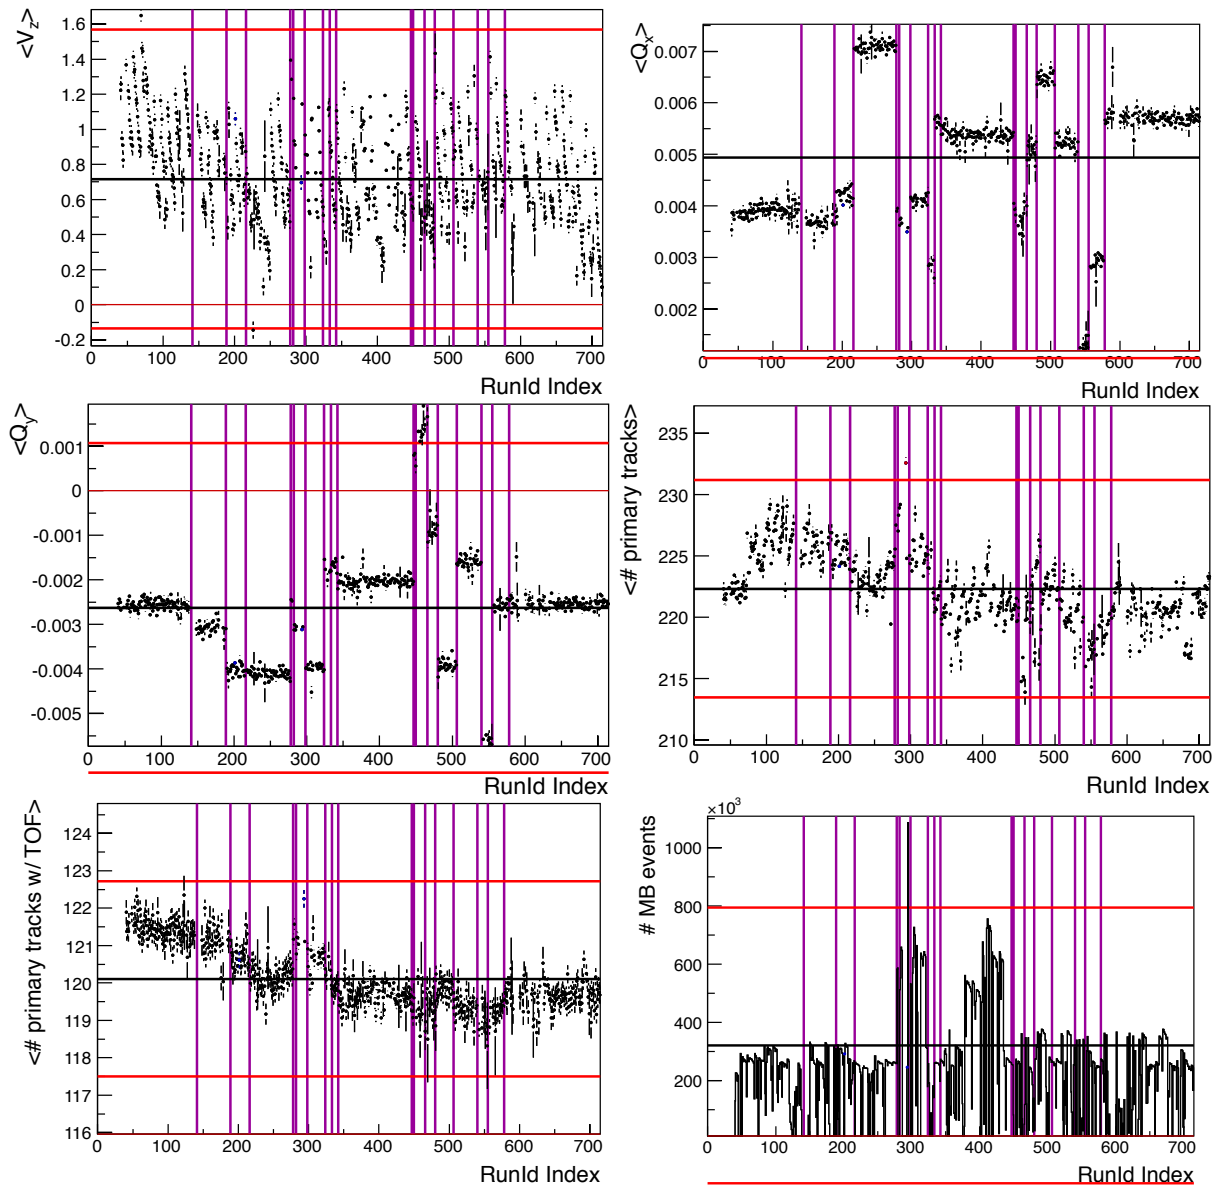 <V_z>
1.6
1.4
1.2
1
0.8
0.6
0.4
0.2
0
-0.2
0 100 200 300 400 500 600 700
RunId Index
<Q_x>
0.007
0.006
0.005
0.004
0.003
0.002
0 100 200 300 400 500 600 700
RunId Index
<Q_y>
0.001
0
-0.001
-0.002
-0.003
-0.004
-0.005
0 100 200 300 400 500 600 700
RunId Index
<# primary tracks>
235
230
225
220
215
210
0 100 200 300 400 500 600 700
RunId Index
<# primary tracks w/ TOF>
124
123
122
121
120
119
118
117
116
0 100 200 300 400 500 600 700
RunId Index
# MB events
×10³
1000
800
600
400
200
0 100 200 300 400 500 600 700
RunId Index